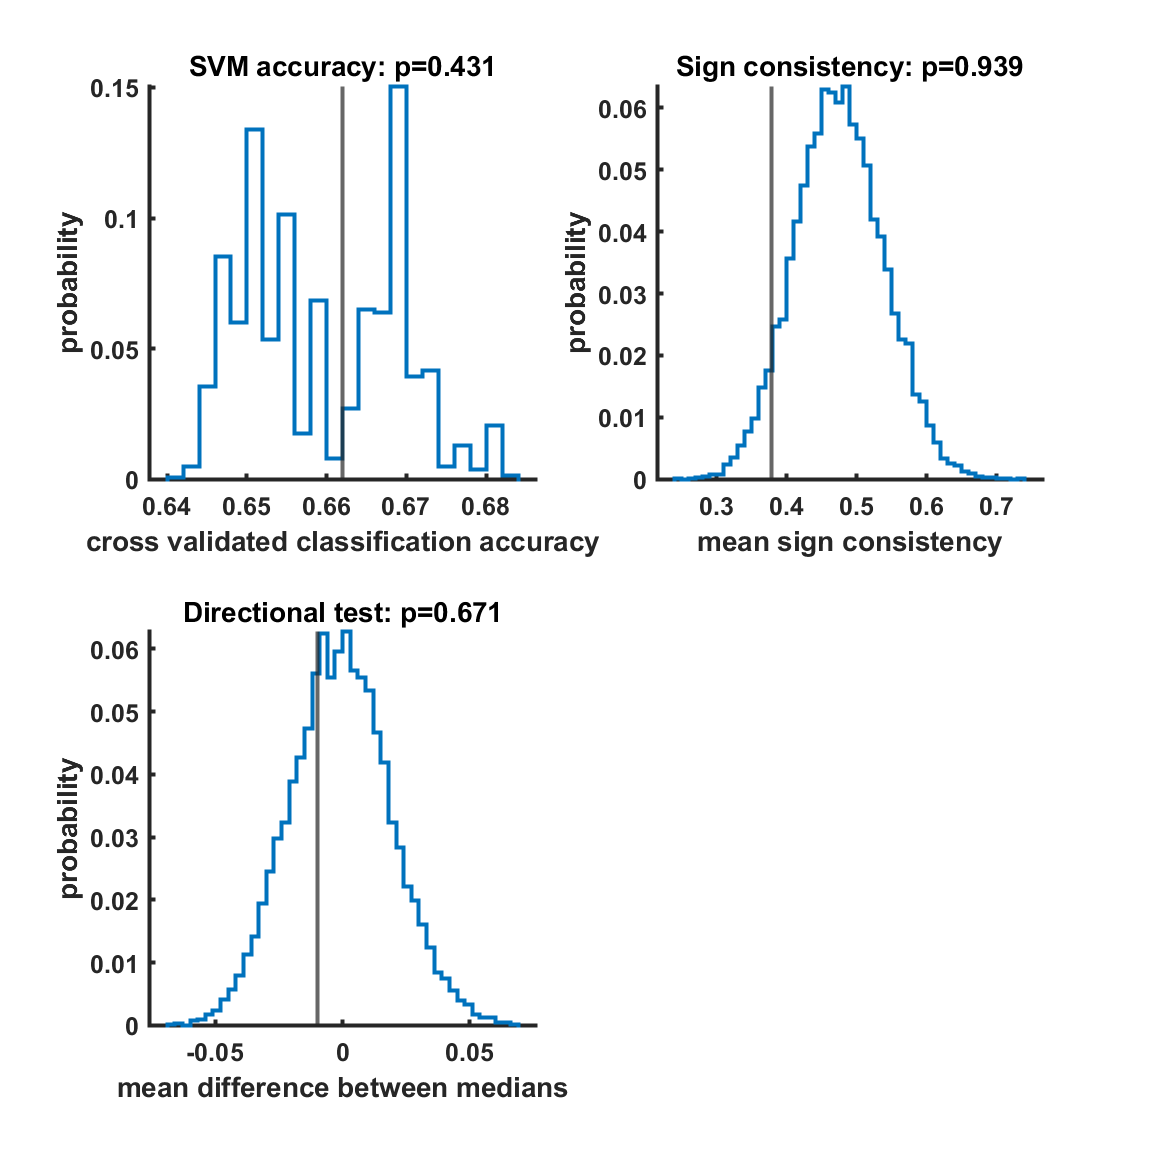 SVM accuracy: p=0.431
0.15
0.1
0.05
0
probability
0.64 0.65 0.66 0.67 0.68
cross validated classification accuracy
Sign consistency: p=0.939
0.06
0.05
0.04
0.03
0.02
0.01
0
probability
0.3 0.4 0.5 0.6 0.7
mean sign consistency
Directional test: p=0.671
0.06
0.05
0.04
0.03
0.02
0.01
0
probability
-0.05 0 0.05
mean difference between medians